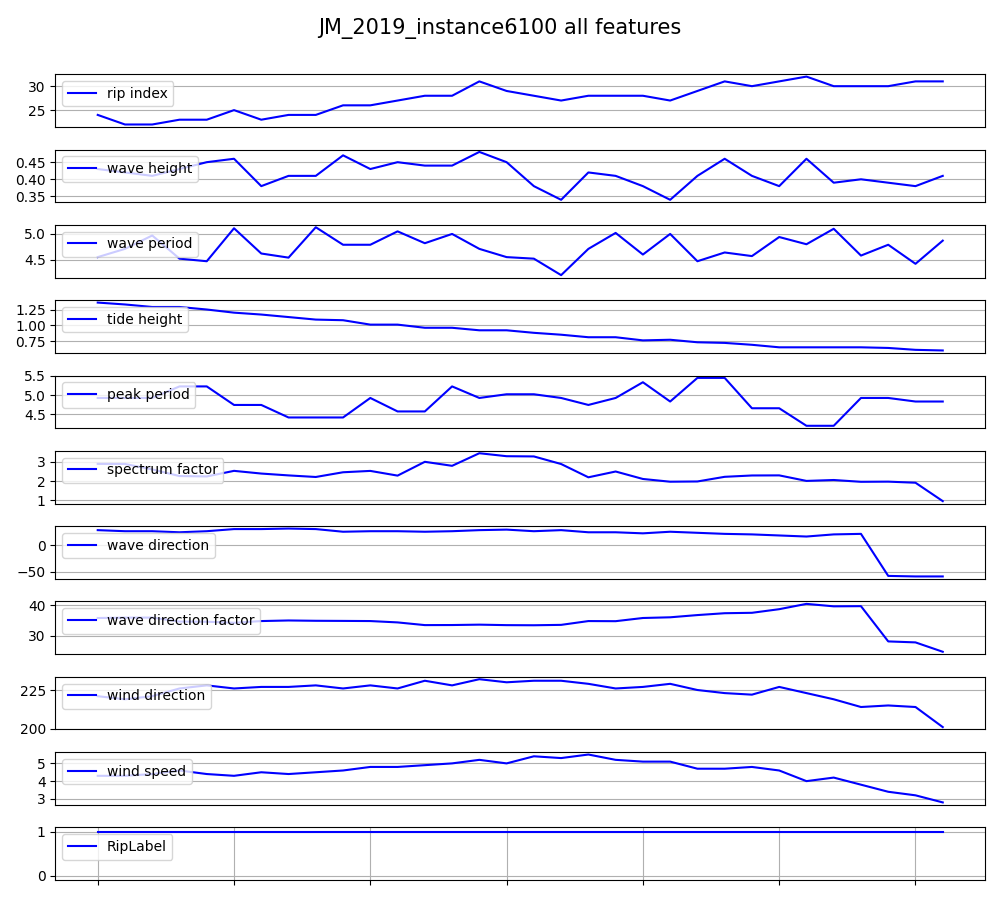 JM_2019_instance6100 all features
30
25
rip index
0.45
0.40
0.35
wave height
5.0
4.5
wave period
1.25
1.00
0.75
tide height
5.5
5.0
4.5
peak period
3
2
1
spectrum factor
0
−50
wave direction
40
30
wave direction factor
225
200
wind direction
5
4
3
wind speed
1
0
RipLabel